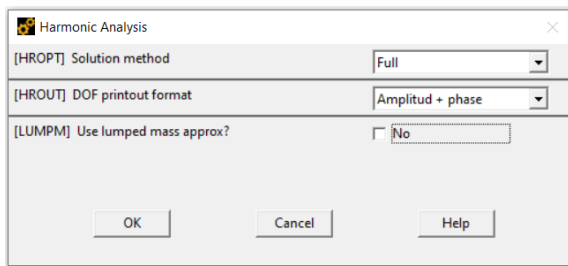 Harmonic Analysis
[HROPT] Solution method Full
[HROUT] DOF printout format Amplitud + phase
[LUMPM] Use lumped mass approx? No
OK Cancel Help